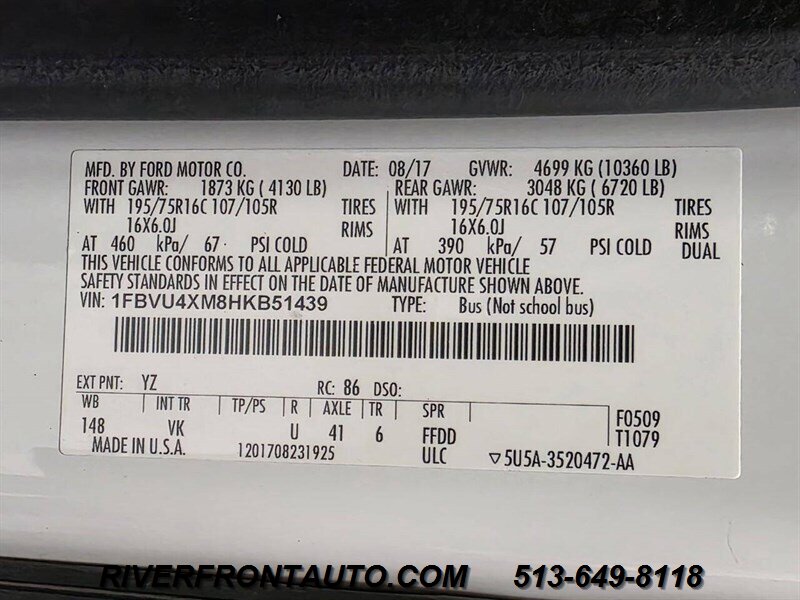 MFD. BY FORD MOTOR CO. DATE: 08/17 GVWR: 4699 KG (10360 LB)
FRONT GAWR: 1873 KG ( 4130 LB) REAR GAWR: 3048 KG ( 6720 LB)
WITH 195/75R16C 107/105R TIRES WITH 195/75R16C 107/105R TIRES
16X6.0J RIMS 16X6.0J RIMS
AT 460 kPa/ 67 PSI COLD AT 390 kPa/ 57 PSI COLD DUAL
THIS VEHICLE CONFORMS TO ALL APPLICABLE FEDERAL MOTOR VEHICLE
SAFETY STANDARDS IN EFFECT ON THE DATE OF MANUFACTURE SHOWN ABOVE.
VIN: 1FBVU4XM8HKB51439 TYPE: Bus (Not school bus)
EXT PNT: YZ RC: 86 DSO:
WB INT TR TP/PS R AXLE TR SPR F0509
148 VK U 41 6 FFDD T1079
MADE IN U.S.A. 1201708231925 ULC ▽5U5A-3520472-AA
RIVERFRONTAUTO.COM 513-649-8118